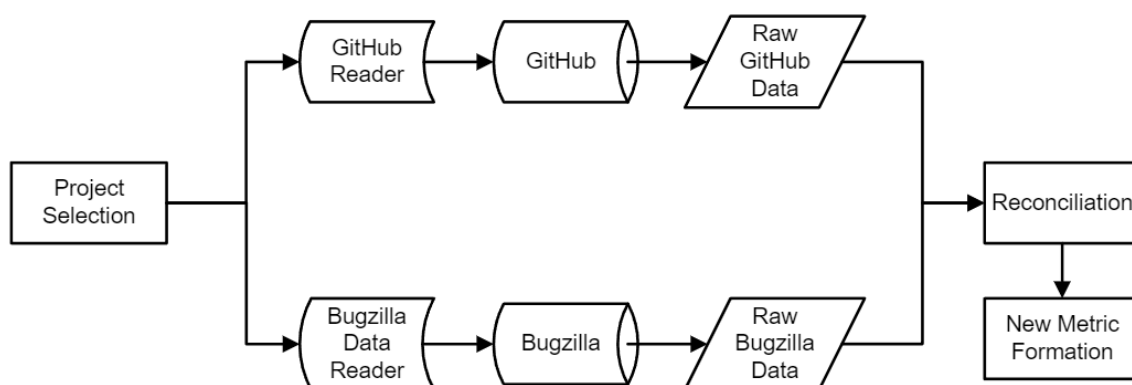 GitHub
Reader
GitHub
Raw
GitHub
Data
Project
Selection
Reconciliation
Bugzilla
Data
Reader
Bugzilla
Raw
Bugzilla
Data
New Metric
Formation